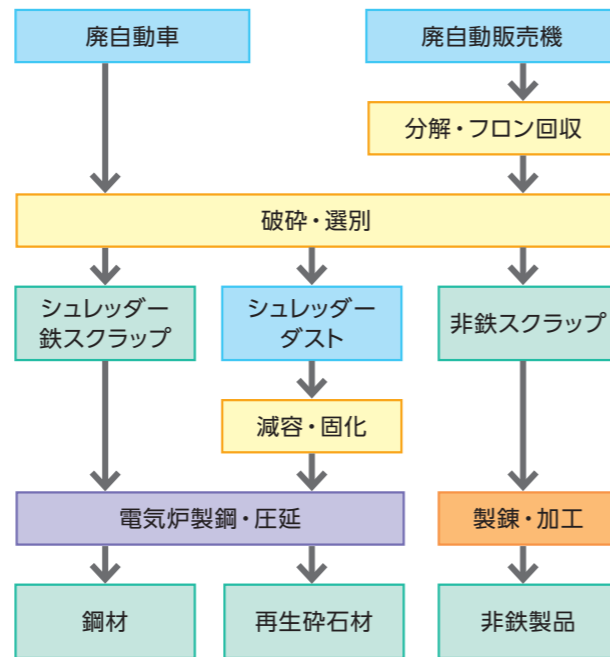 廃自動車
廃自動販売機
分解・フロン回収
破砕・選別
シュレッダー
鉄スクラップ
シュレッダー
ダスト
非鉄スクラップ
減容・固化
電気炉製鋼・圧延
製錬・加工
鋼材
再生砕石材
非鉄製品